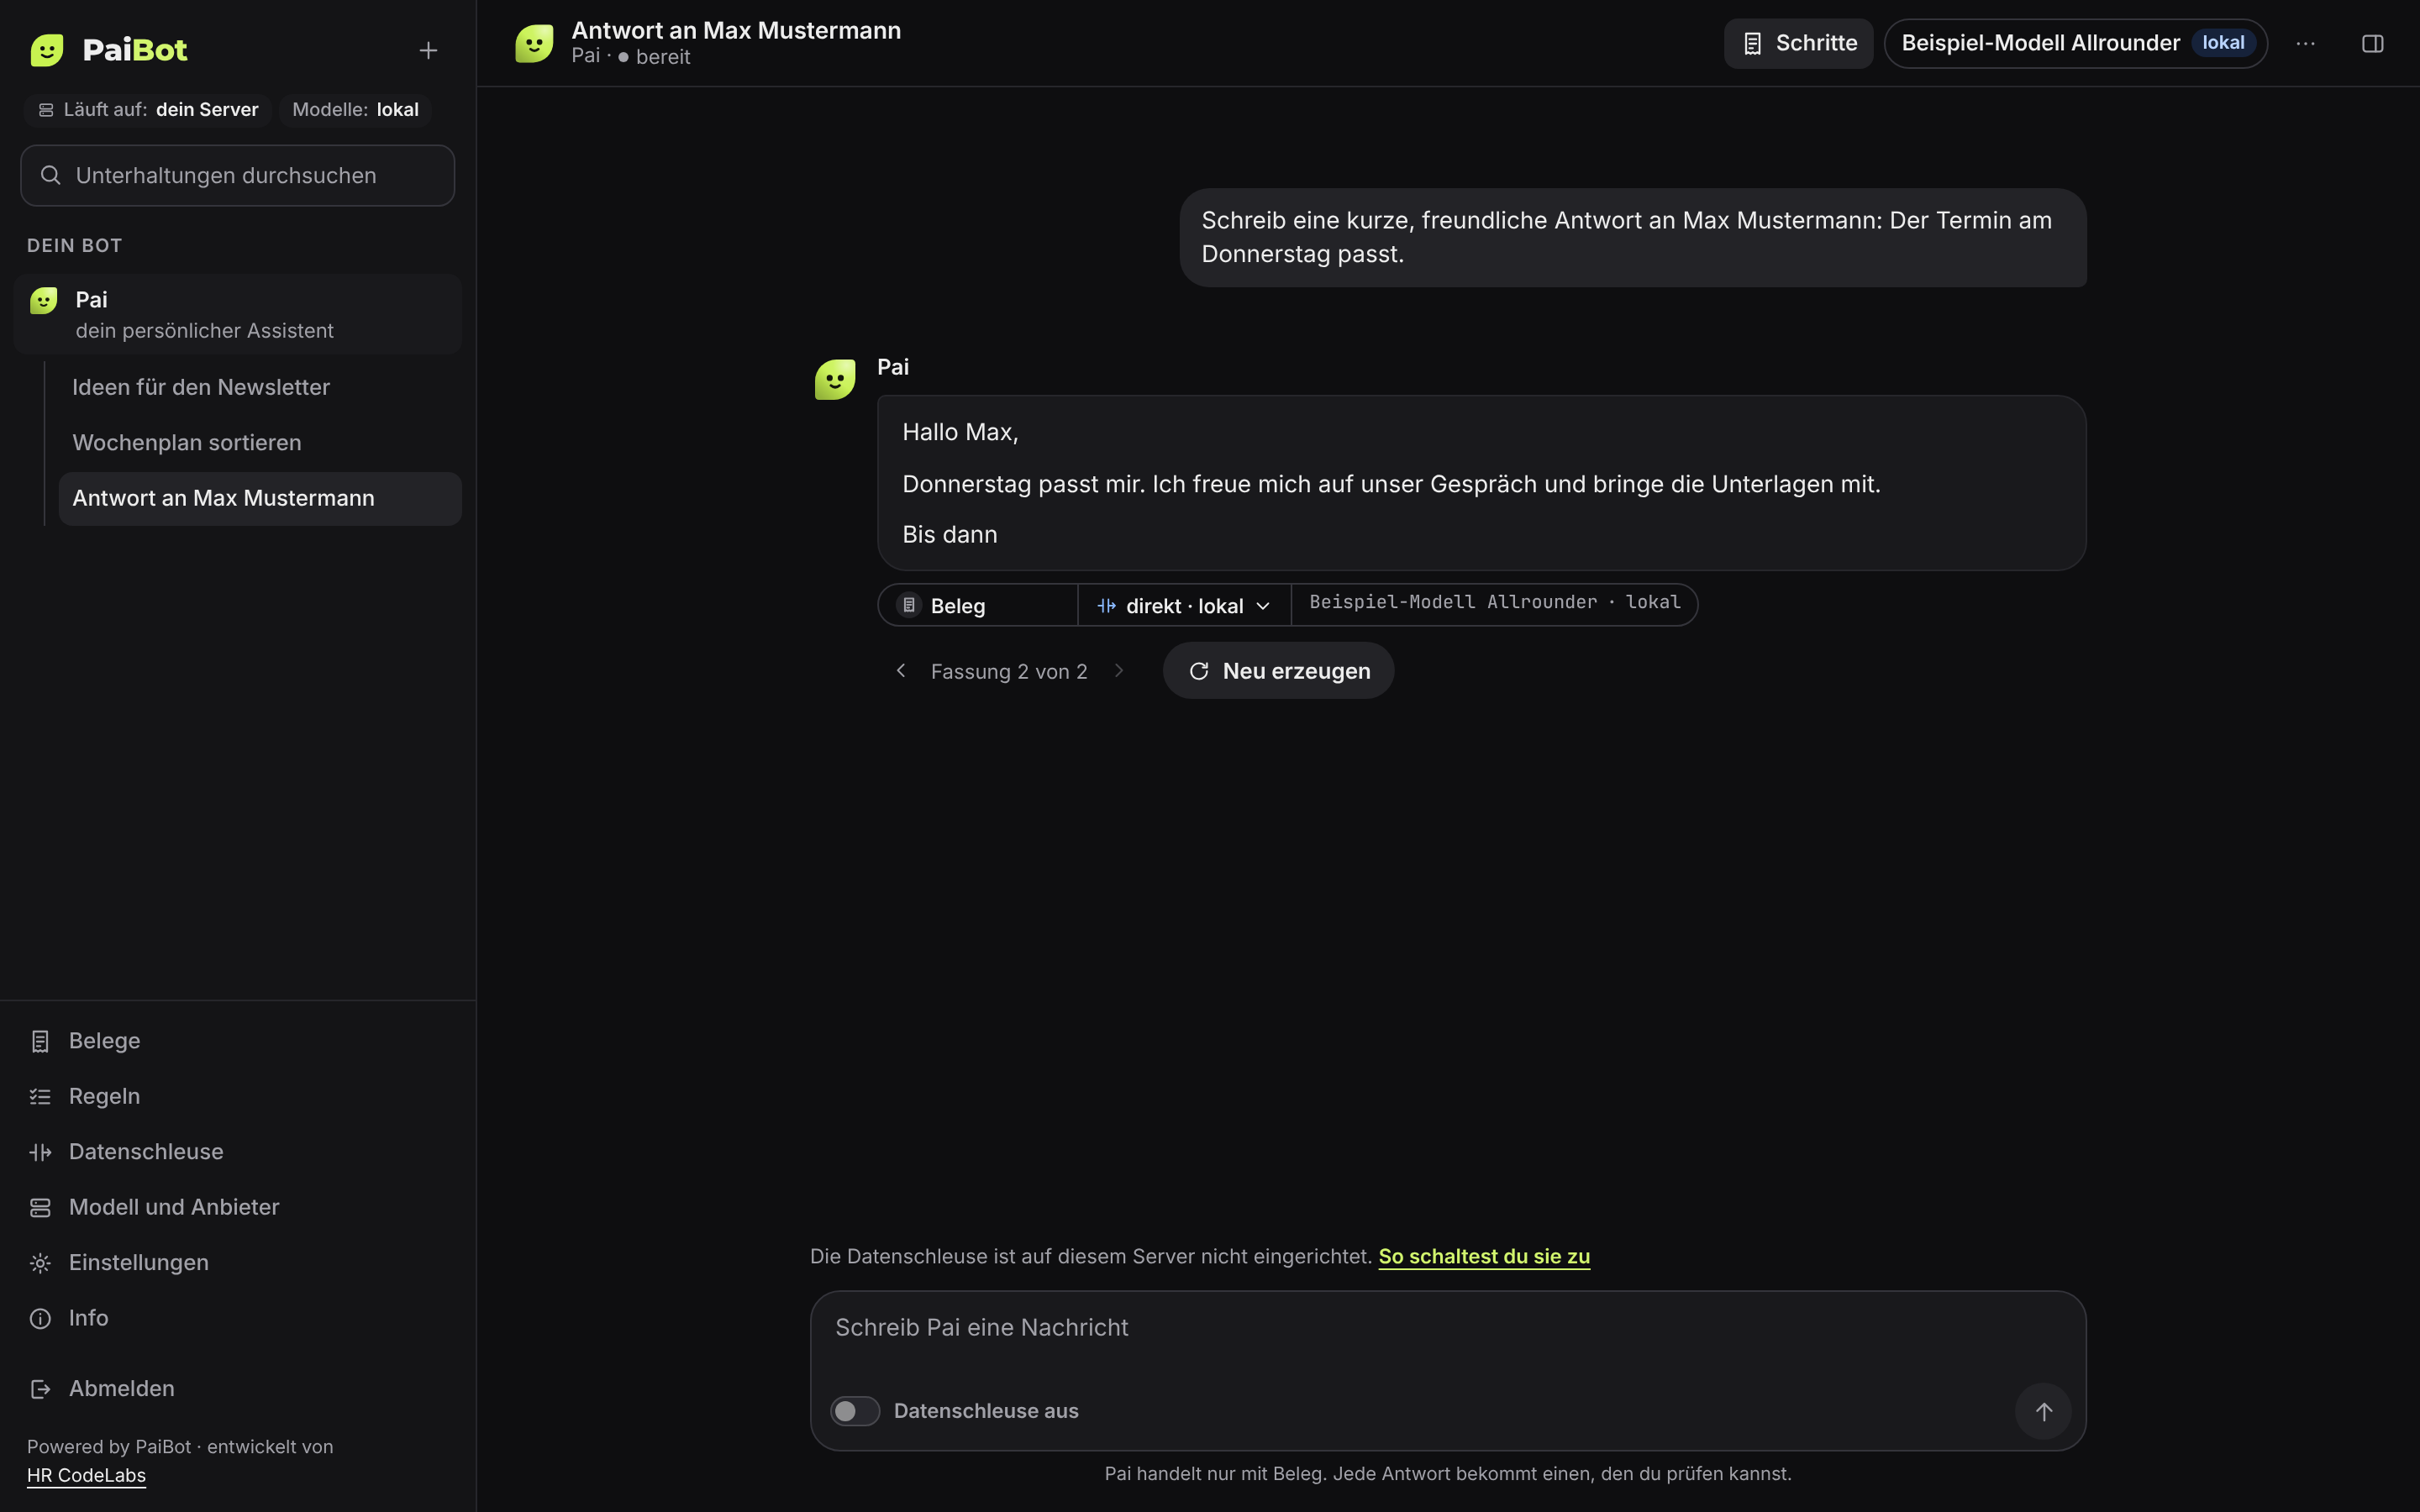 PaiBot
Läuft auf: dein Server
Modelle: lokal
Unterhaltungen durchsuchen
DEIN BOT
Pai
dein persönlicher Assistent
Ideen für den Newsletter
Wochenplan sortieren
Antwort an Max Mustermann
Belege
Regeln
Datenschleuse
Modell und Anbieter
Einstellungen
Info
Abmelden
Powered by PaiBot · entwickelt von
HR CodeLabs
Antwort an Max Mustermann
Pai · bereit
Schritte
Beispiel-Modell Allrounder lokal
Schreib eine kurze, freundliche Antwort an Max Mustermann: Der Termin am
Donnerstag passt.
Pai
Hallo Max,
Donnerstag passt mir. Ich freue mich auf unser Gespräch und bringe die Unterlagen mit.
Bis dann
Beleg
direkt · lokal
Beispiel-Modell Allrounder · lokal
Fassung 2 von 2
Neu erzeugen
Die Datenschleuse ist auf diesem Server nicht eingerichtet. So schaltest du sie zu
Schreib Pai eine Nachricht
Datenschleuse aus
Pai handelt nur mit Beleg. Jede Antwort bekommt einen, den du prüfen kannst.